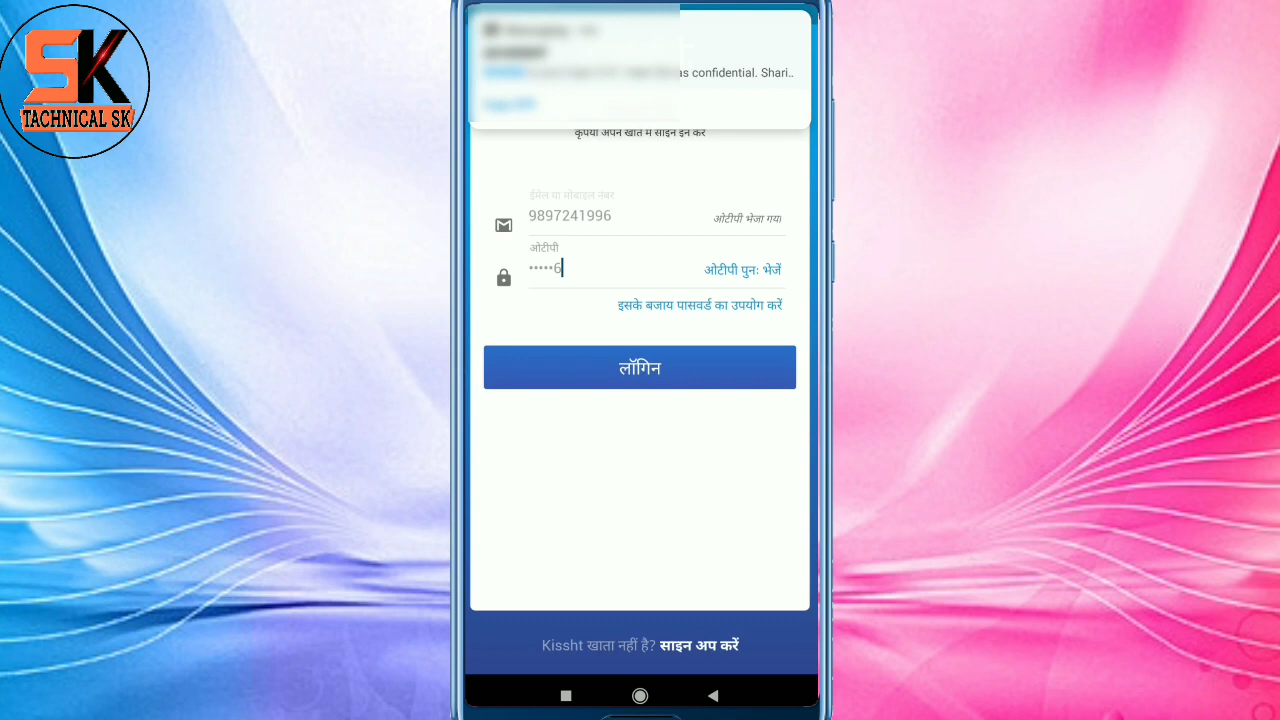 SK
TACHNICAL SK
as confidential. Shari..
कृपया अपने खाते में साइन इन करें
ईमेल या मोबाइल नंबर
9897241996
ओटीपी भेजा गया
ओटीपी
•••••6
ओटीपी पुनः भेजें
इसके बजाय पासवर्ड का उपयोग करें
लॉगिन
Kissht खाता नहीं है? साइन अप करें